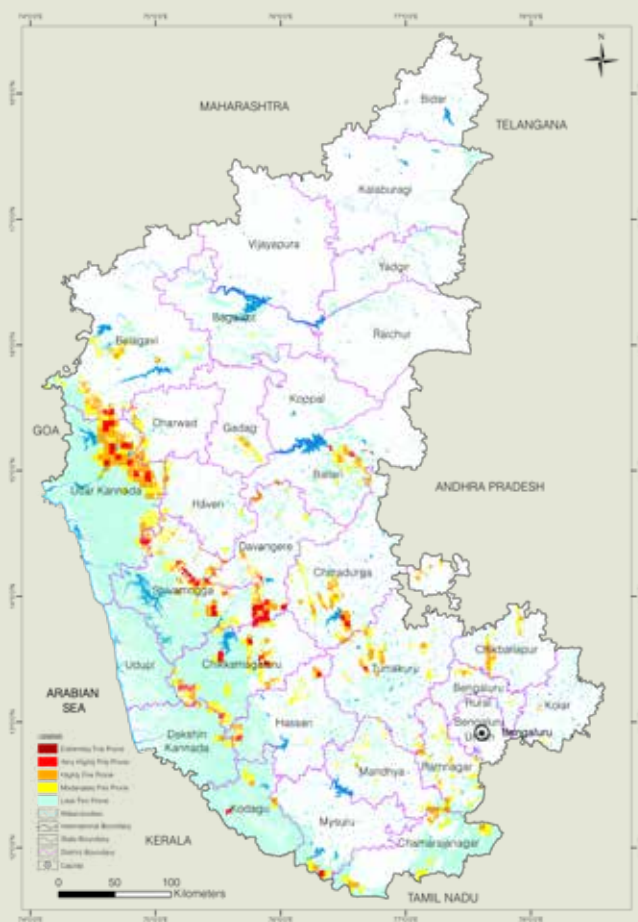 N
MAHARASHTRA
Bidar
TELANGANA
Kalaburagi
Vijayapura
Yadgir
Bagalkot
Raichur
Belagavi
Koppal
Dharwad
Gadag
GOA
Ballari
ANDHRA PRADESH
Uttar Kannada
Haveri
Davangere
Chitradurga
Shivamogga
Chikballapur
Udupi
Chikkamagaluru
Tumakuru
Bengaluru
Rural
Kolar
ARABIAN
SEA
Hassan
Bengaluru
Urban
Bengaluru
Dakshin
Kannada
Ramnagar
Mandhya
Extremely Fire Prone
Very Highly Fire Prone
Highly Fire Prone
Moderately Fire Prone
Less Fire Prone
Waterbodies
International Boundary
State Boundary
District Boundary
Capital
Kodagu
Mysuru
KERALA
Chamarajanagar
0 50 100
Kilometers
TAMIL NADU